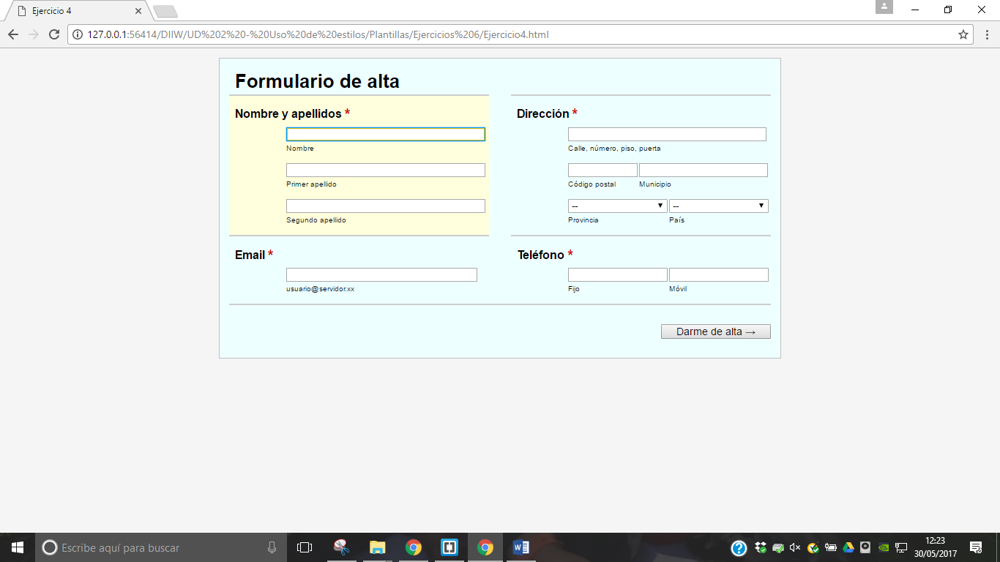 Ejercicio 4
127.0.0.1:56414/DIIW/UD%202%20-%20Uso%20de%20estilos/Plantillas/Ejercicios%206/Ejercicio4.html
Formulario de alta
Nombre y apellidos *
Nombre
Primer apellido
Segundo apellido
Dirección *
Calle, número, piso, puerta
Código postal Municipio
-- --
Provincia País
Email *
usuario@servidor.xx
Teléfono *
Fijo Móvil
Darme de alta →
Escribe aquí para buscar
12:23
30/05/2017